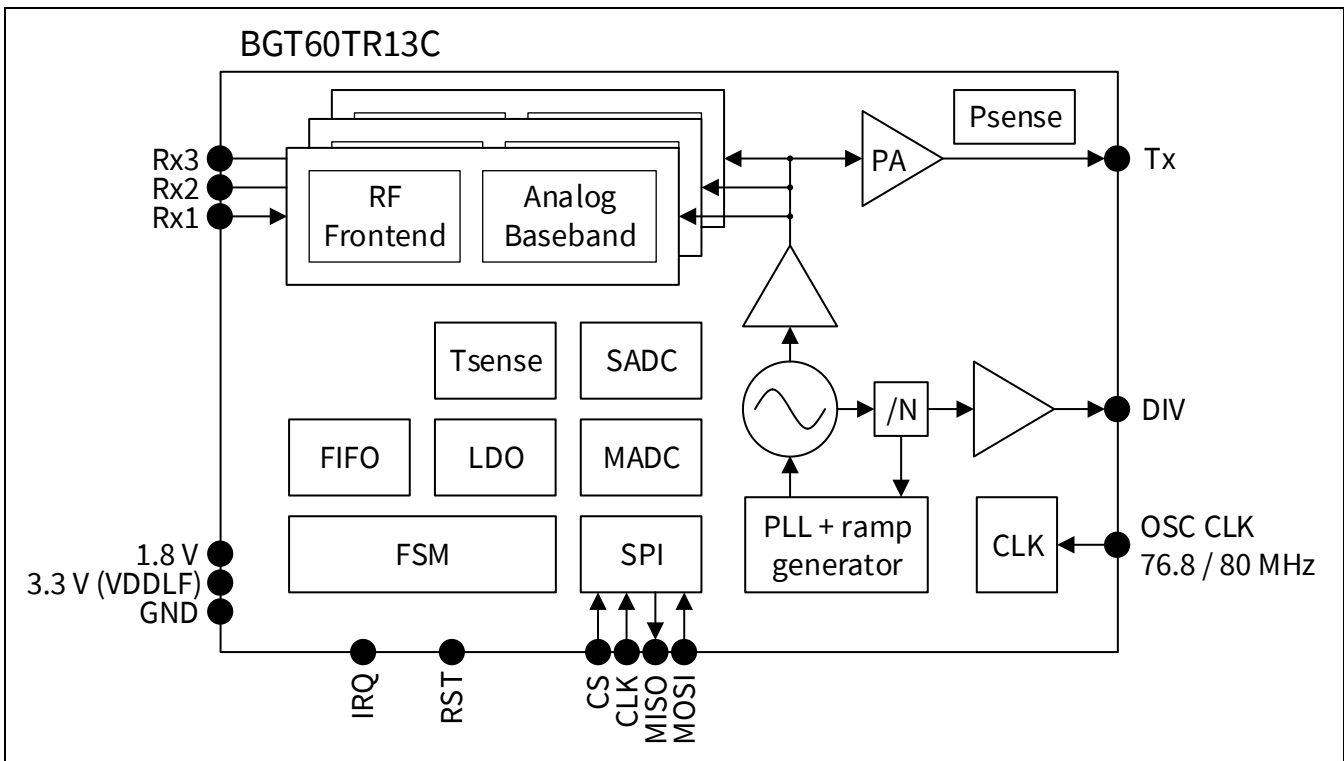 BGT60TR13C
Psense
Rx3
Rx2
Rx1
RF
Frontend
Analog
Baseband
PA
Tx
Tsense
SADC
FIFO
LDO
MADC
/N
DIV
FSM
SPI
PLL + ramp
generator
CLK
OSC CLK
76.8 / 80 MHz
1.8 V
3.3 V (VDDLF)
GND
IRQ
RST
CS
CLK
MISO
MOSI